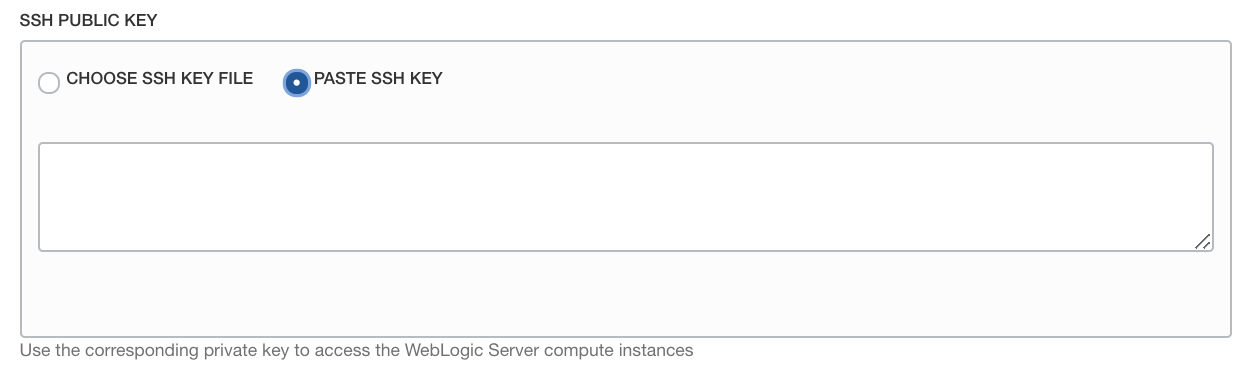 SSH PUBLIC KEY
CHOOSE SSH KEY FILE PASTE SSH KEY
Use the corresponding private key to access the WebLogic Server compute instances